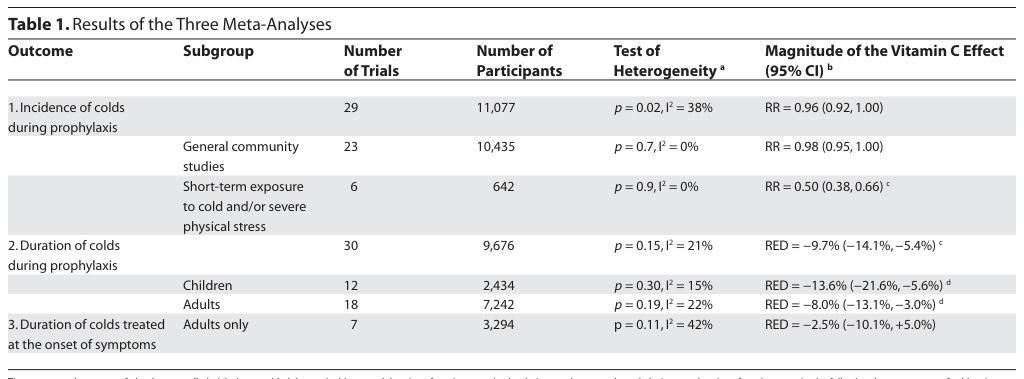 Table 1. Results of the Three Meta-Analyses
Outcome Subgroup Number of Trials Number of Participants Test of Heterogeneity a Magnitude of the Vitamin C Effect (95% CI) b
1. Incidence of colds during prophylaxis 29 11,077 p = 0.02, I2 = 38% RR = 0.96 (0.92, 1.00)
General community studies 23 10,435 p = 0.7, I2 = 0% RR = 0.98 (0.95, 1.00)
Short-term exposure to cold and/or severe physical stress 6 642 p = 0.9, I2 = 0% RR = 0.50 (0.38, 0.66) c
2. Duration of colds during prophylaxis 30 9,676 p = 0.15, I2 = 21% RED = −9.7% (−14.1%, −5.4%) c
Children 12 2,434 p = 0.30, I2 = 15% RED = −13.6% (−21.6%, −5.6%) d
Adults 18 7,242 p = 0.19, I2 = 22% RED = −8.0% (−13.1%, −3.0%) d
3. Duration of colds treated at the onset of symptoms Adults only 7 3,294 p = 0.11, I2 = 42% RED = −2.5% (−10.1%, +5.0%)